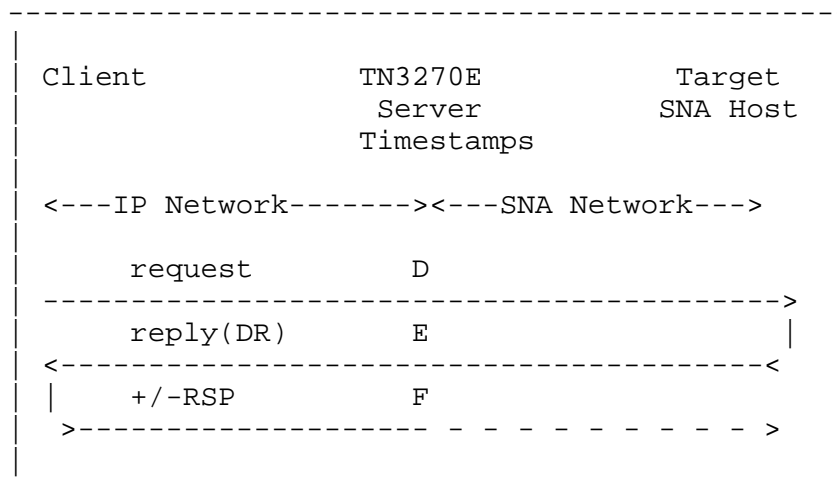 Client TN3270E Target
Server SNA Host
Timestamps
<---IP Network-------><---SNA Network--->
request D
------------------------------------------>
reply(DR) E |
<----------------------------------------<
| +/-RSP F
>-------------------- - - - - - - - - - >